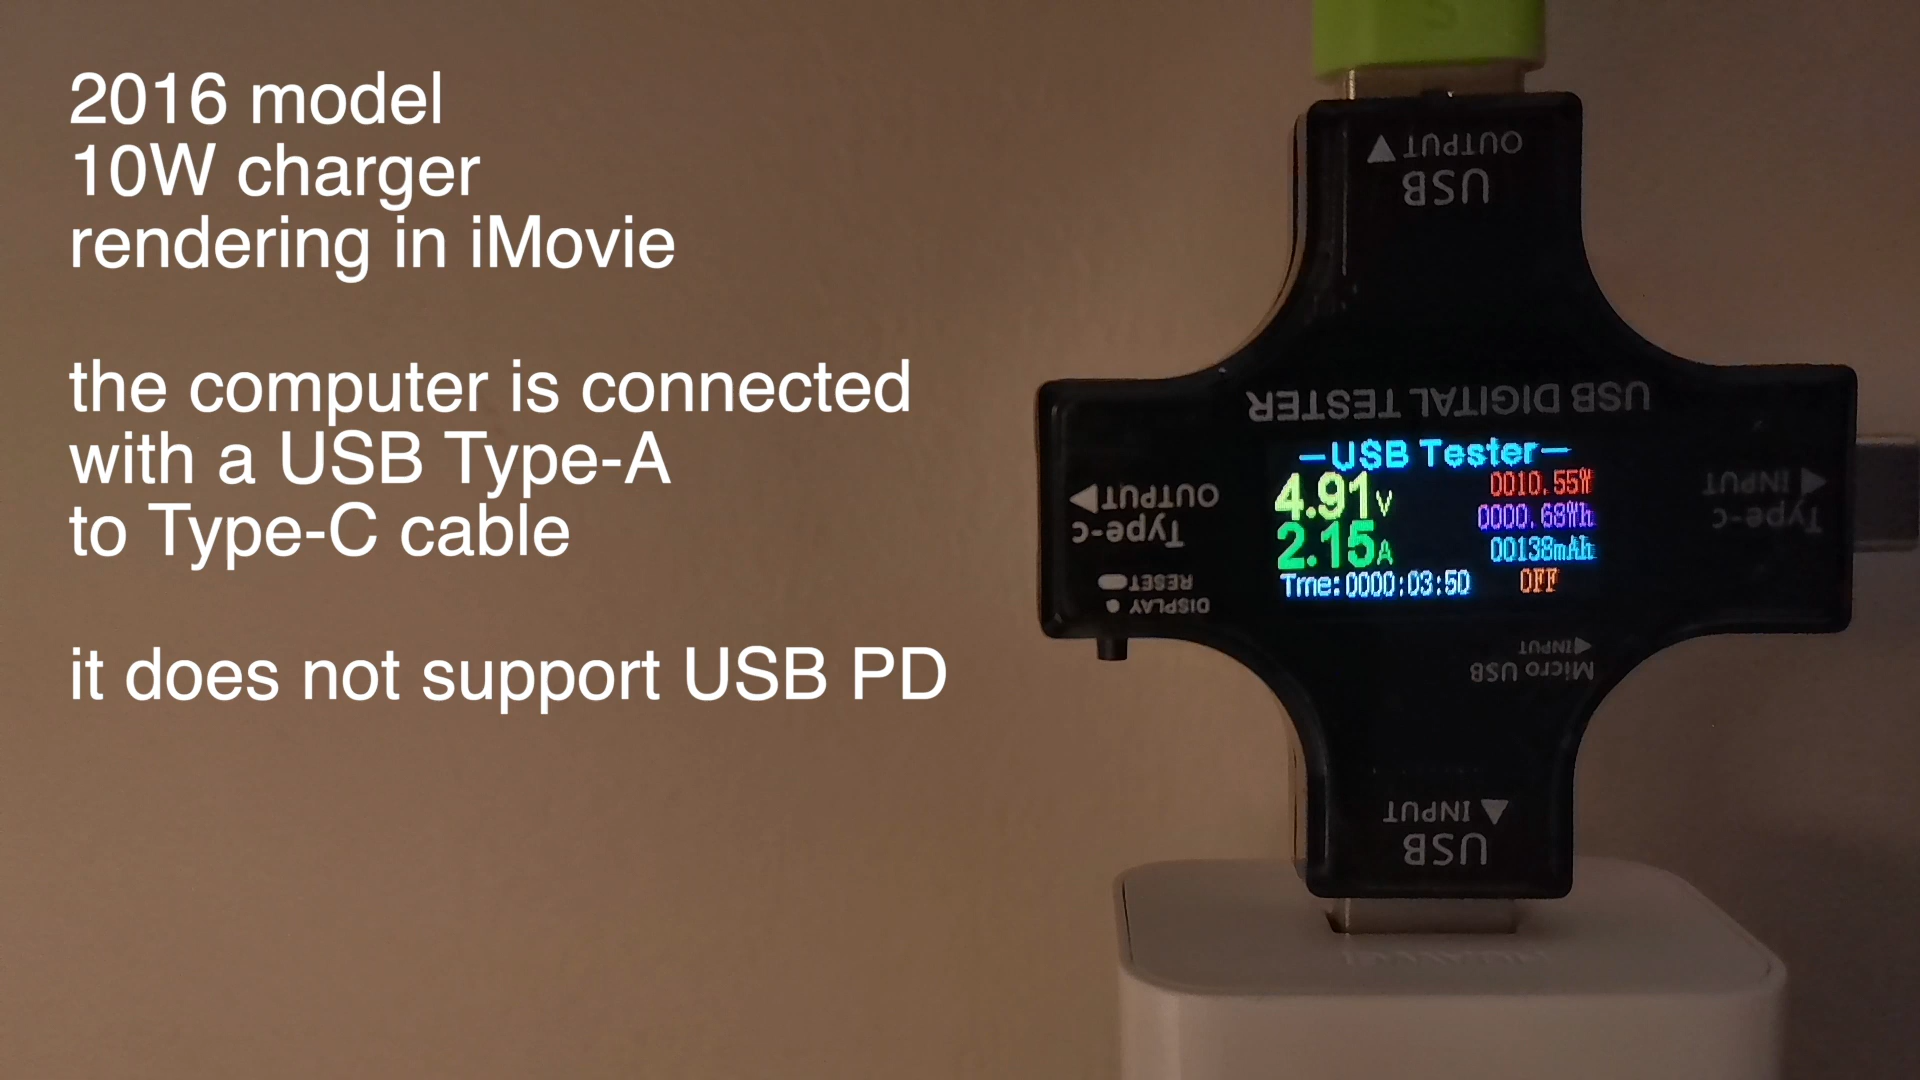 2016 model
10W charger
rendering in iMovie
the computer is connected
with a USB Type-A
to Type-C cable
it does not support USB PD
USB
OUTPUT
USB DIGITAL TESTER
-USB Tester-
4.91V
0010.55W
0000.68Wh
2.15A
00138mAh
Tme:0000:03:50
OFF
Type-C
OUTPUT
RESET
DISPLAY
Type-C
INPUT
Micro USB
INPUT
USB
INPUT